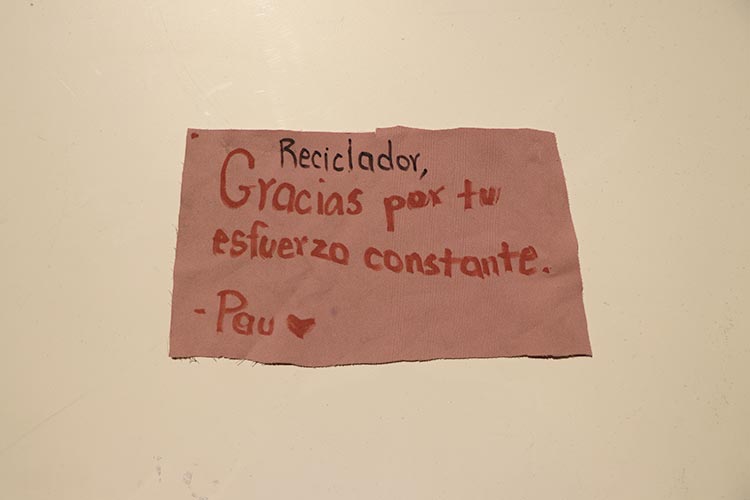 Reciclador,
Gracias por tu
esfuerzo constante.
- Pau ♥